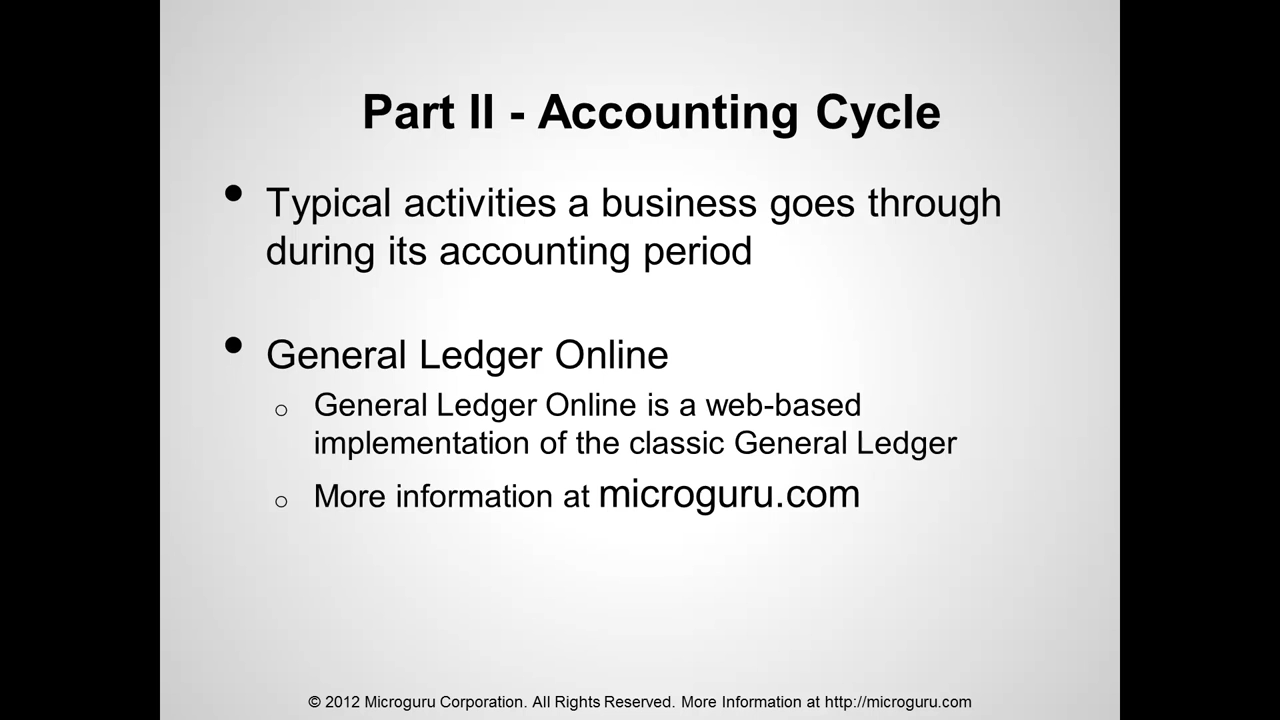 Part II - Accounting Cycle
• Typical activities a business goes through
during its accounting period
• General Ledger Online
o General Ledger Online is a web-based
implementation of the classic General Ledger
o More information at microguru.com
© 2012 Microguru Corporation. All Rights Reserved. More Information at http://microguru.com